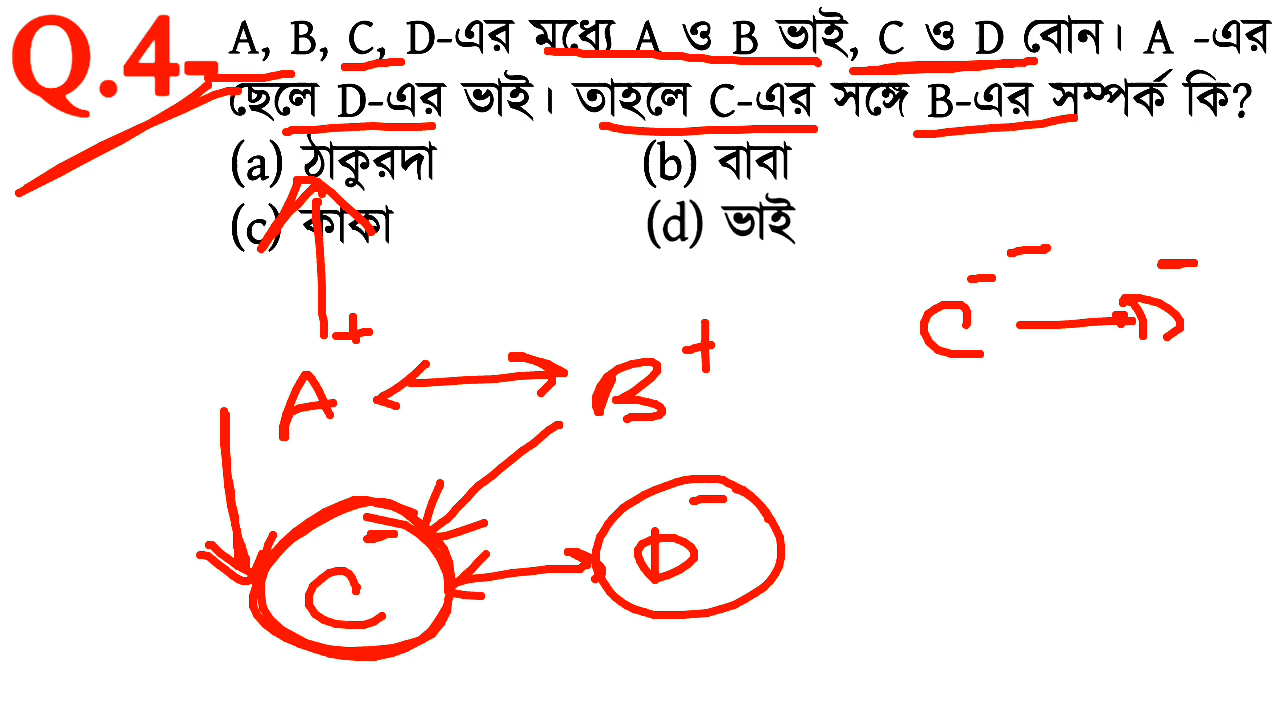 Q.4- A, B, C, D-এর মধ্যে A ও B ভাই, C ও D বোন। A -এর
ছেলে D-এর ভাই। তাহলে C-এর সঙ্গে B-এর সম্পর্ক কি?
(a) ঠাকুরদা (b) বাবা
(c) কাকা (d) ভাই
C - → D -
A + ↔ B +
C - ↔ D -